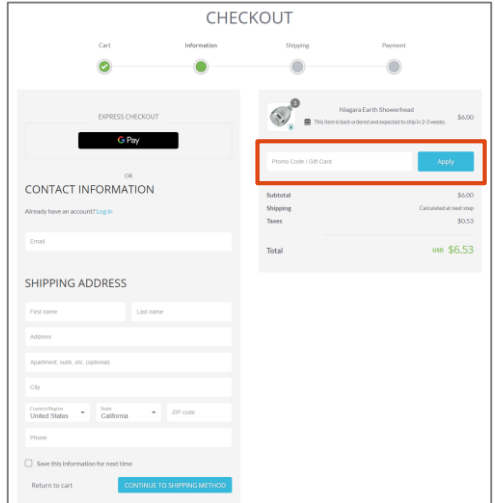 CHECKOUT
Cart
Information
Shipping
Payment
EXPRESS CHECKOUT
G Pay
OR
CONTACT INFORMATION
Already have an account? Log in
Email
SHIPPING ADDRESS
First name
Last name
Address
Apartment, suite, etc. (optional)
City
Country/Region
United States
State
California
ZIP code
Phone
Save this information for next time
Return to cart
CONTINUE TO SHIPPING METHOD
1
Niagara Earth Showerhead
This item is back ordered and expected to ship in 2-3 weeks.
$6.00
Promo Code / Gift Card
Apply
Subtotal $6.00
Shipping Calculated at next step
Taxes $0.53
Total USD $6.53